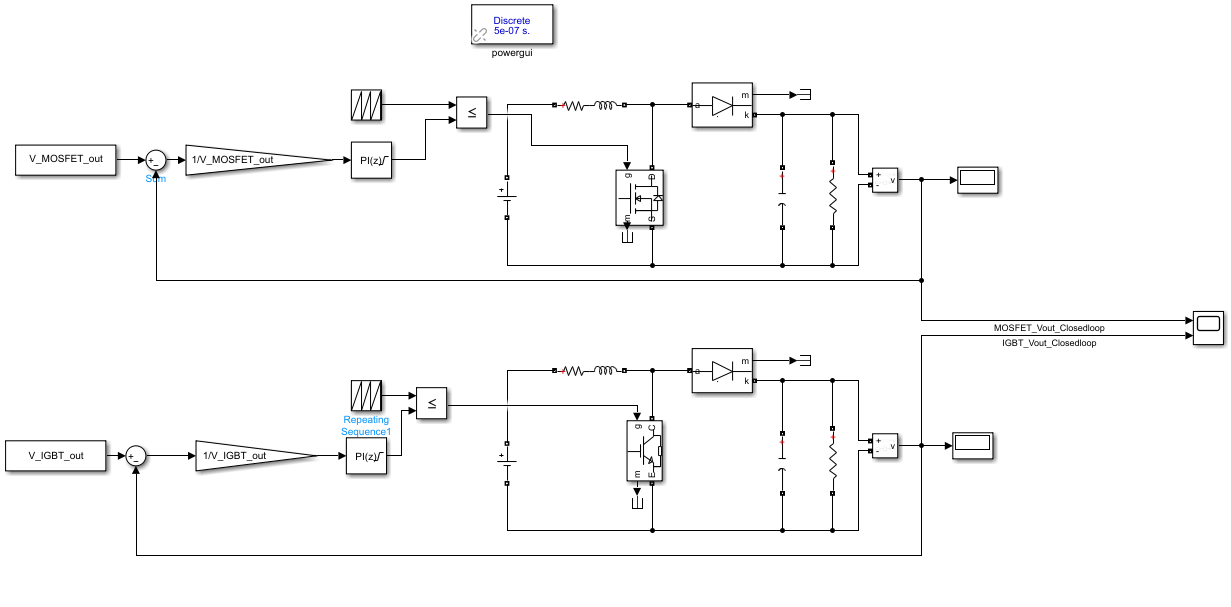 Discrete
5e-07 s.
powergui
m
a
k
≤
V_MOSFET_out
+
-
1/V_MOSFET_out
PI(z)
Sum
+
g
D
m
S
+
-
v
MOSFET_Vout_Closedloop
IGBT_Vout_Closedloop
m
a
k
≤
Repeating
Sequence1
V_IGBT_out
+
-
1/V_IGBT_out
PI(z)
+
g
C
m
E
+
-
v